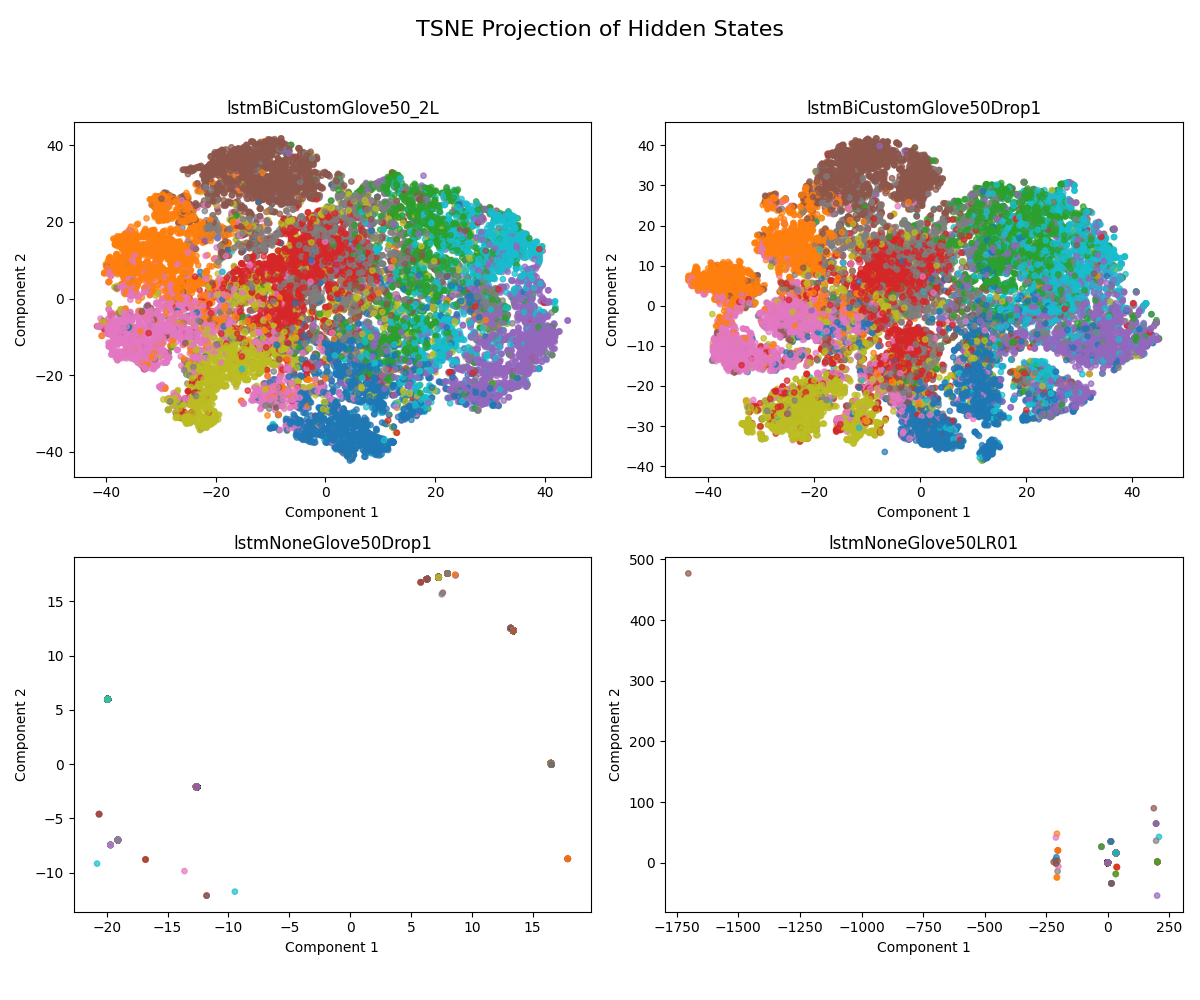 TSNE Projection of Hidden States
lstmBiCustomGlove50_2L
40
20
0
−20
−40
Component 2
−40 −20 0 20 40
Component 1
lstmBiCustomGlove50Drop1
40
30
20
10
0
−10
−20
−30
−40
Component 2
−40 −20 0 20 40
Component 1
lstmNoneGlove50Drop1
15
10
5
0
−5
−10
Component 2
−20 −15 −10 −5 0 5 10 15
Component 1
lstmNoneGlove50LR01
500
400
300
200
100
0
Component 2
−1750 −1500 −1250 −1000 −750 −500 −250 0 250
Component 1